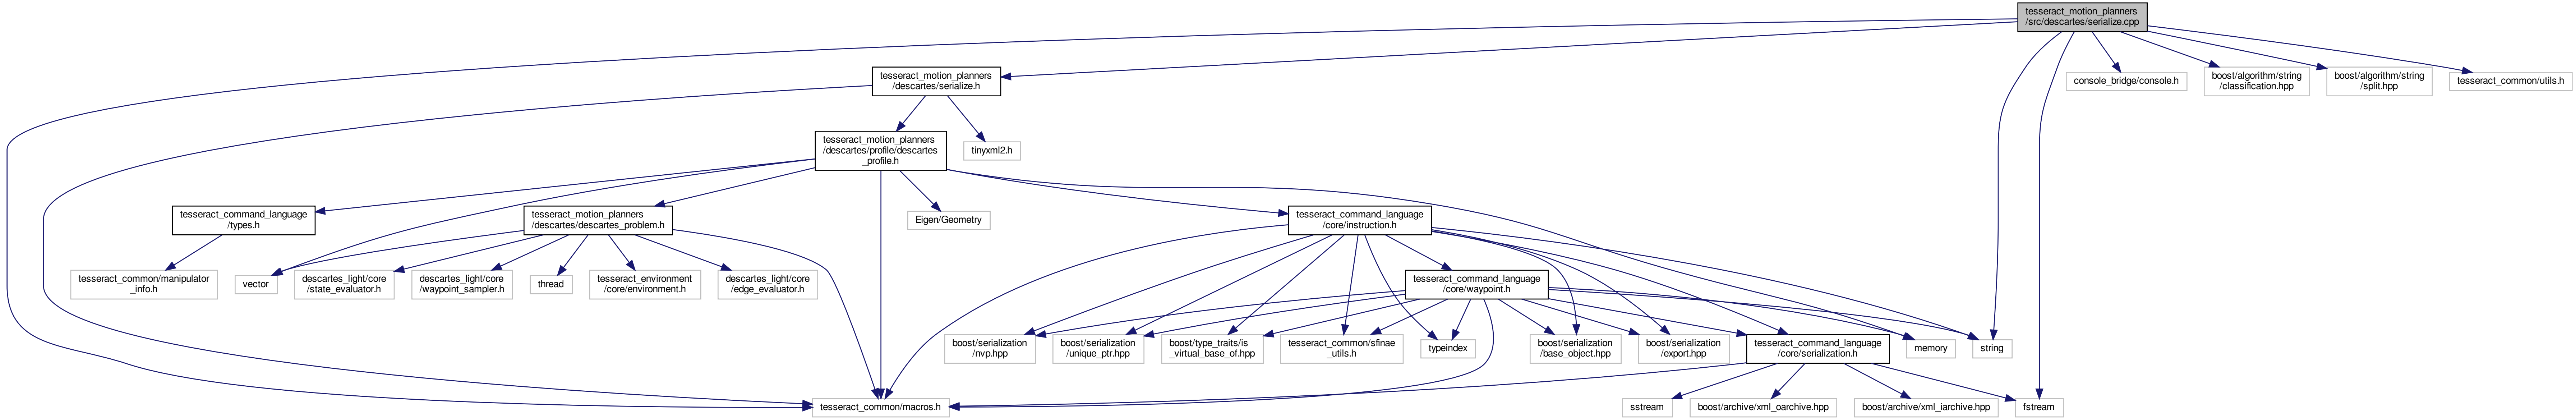 tesseract_motion_planners
/src/descartes/serialize.cpp
tesseract_motion_planners
/descartes/serialize.h
console_bridge/console.h
boost/algorithm/string
/classification.hpp
boost/algorithm/string
/split.hpp
tesseract_common/utils.h
tesseract_motion_planners
/descartes/profile/descartes
_profile.h
tinyxml2.h
tesseract_command_language
/types.h
tesseract_motion_planners
/descartes/descartes_problem.h
Eigen/Geometry
tesseract_command_language
/core/instruction.h
tesseract_common/manipulator
_info.h
vector
descartes_light/core
/state_evaluator.h
descartes_light/core
/waypoint_sampler.h
thread
tesseract_environment
/core/environment.h
descartes_light/core
/edge_evaluator.h
tesseract_command_language
/core/waypoint.h
boost/serialization
/nvp.hpp
boost/serialization
/unique_ptr.hpp
boost/type_traits/is
_virtual_base_of.hpp
tesseract_common/sfinae
_utils.h
typeindex
boost/serialization
/base_object.hpp
boost/serialization
/export.hpp
tesseract_command_language
/core/serialization.h
memory
string
tesseract_common/macros.h
sstream
boost/archive/xml_oarchive.hpp
boost/archive/xml_iarchive.hpp
fstream